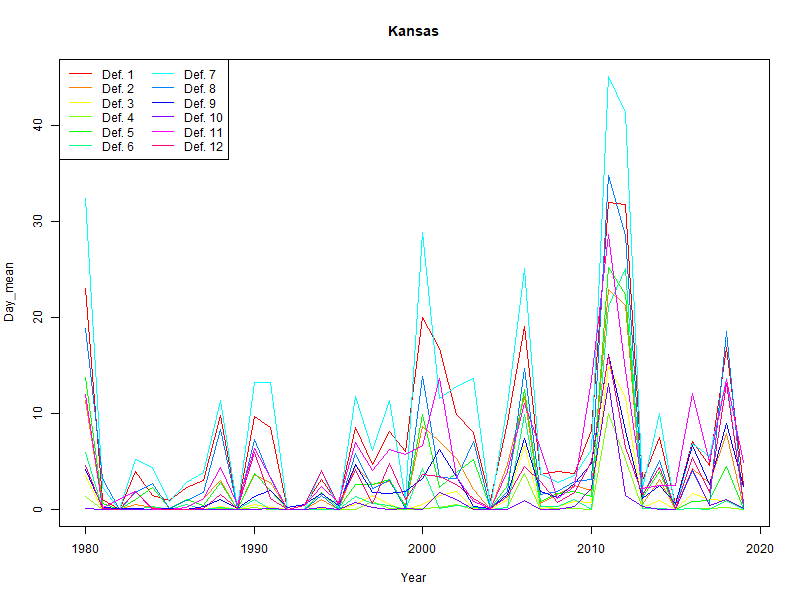 Kansas
Def. 1 Def. 7
Def. 2 Def. 8
Def. 3 Def. 9
Def. 4 Def. 10
Def. 5 Def. 11
Def. 6 Def. 12
Day_mean
0
10
20
30
40
1980 1990 2000 2010 2020
Year